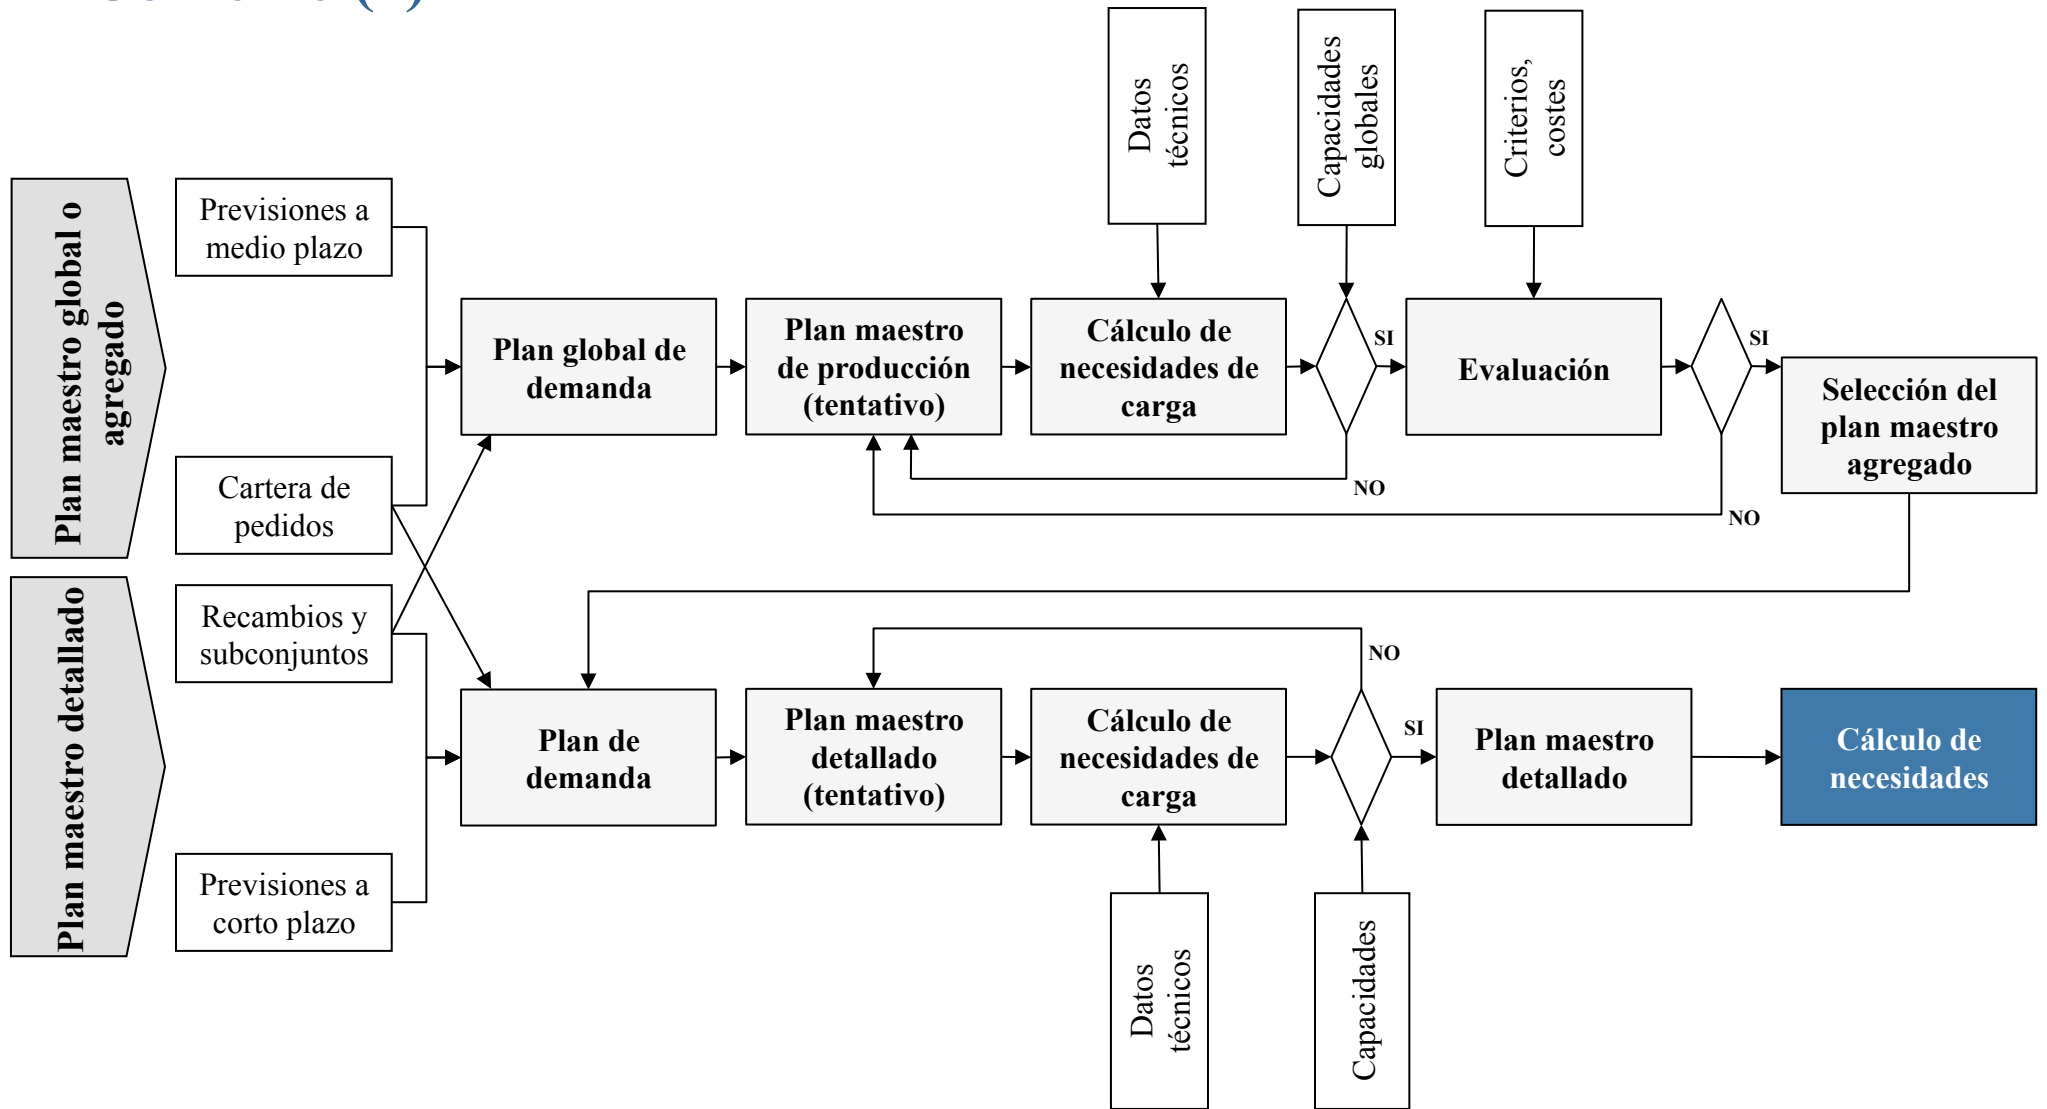 Datos
técnicos
Capacidades
globales
Criterios,
costes
Plan maestro global o
agregado
Previsiones a
medio plazo
Plan global de
demanda
Plan maestro
de producción
(tentativo)
Cálculo de
necesidades de
carga
SI
Evaluación
SI
Selección del
plan maestro
agregado
NO
NO
Cartera de
pedidos
Plan maestro detallado
Recambios y
subconjuntos
NO
Plan de
demanda
Plan maestro
detallado
(tentativo)
Cálculo de
necesidades de
carga
SI
Plan maestro
detallado
Cálculo de
necesidades
Previsiones a
corto plazo
Datos
técnicos
Capacidades